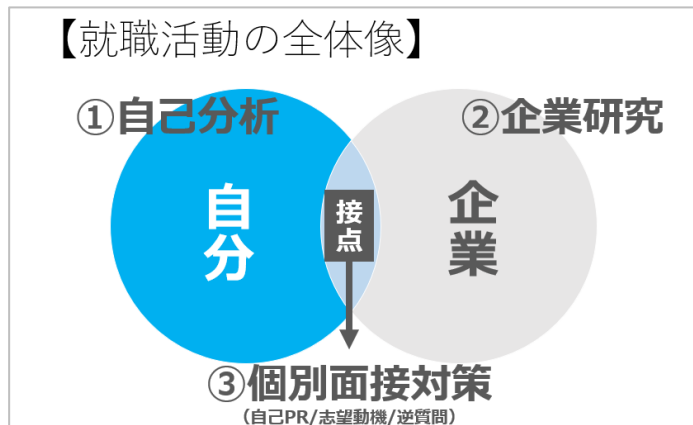 【就職活動の全体像】
①自己分析
②企業研究
自分
接点
企業
③個別面接対策
（自己PR/志望動機/逆質問）